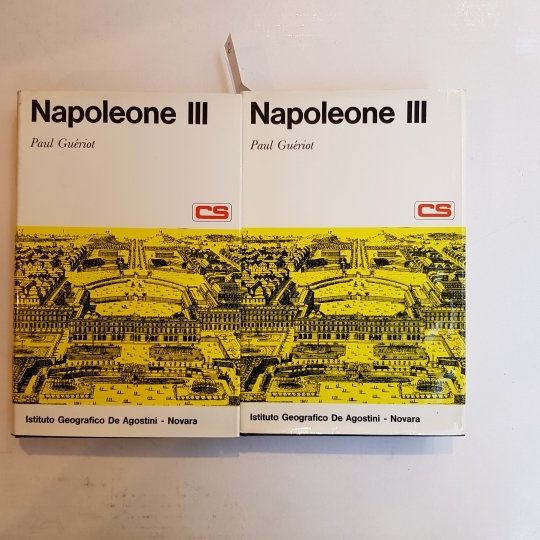 Napoleone III
Paul Guériot
CS
Istituto Geografico De Agostini - Novara
Napoleone III
Paul Guériot
CS
Istituto Geografico De Agostini - Novara